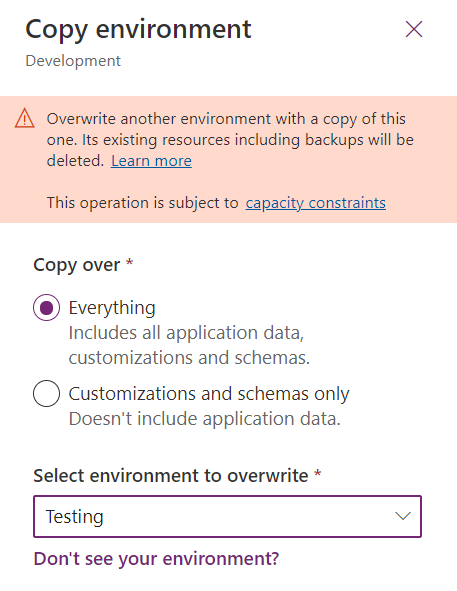 Copy environment
Development
Overwrite another environment with a copy of this
one. Its existing resources including backups will be
deleted. Learn more
This operation is subject to capacity constraints
Copy over *
Everything
Includes all application data,
customizations and schemas.
Customizations and schemas only
Doesn't include application data.
Select environment to overwrite *
Testing
Don't see your environment?